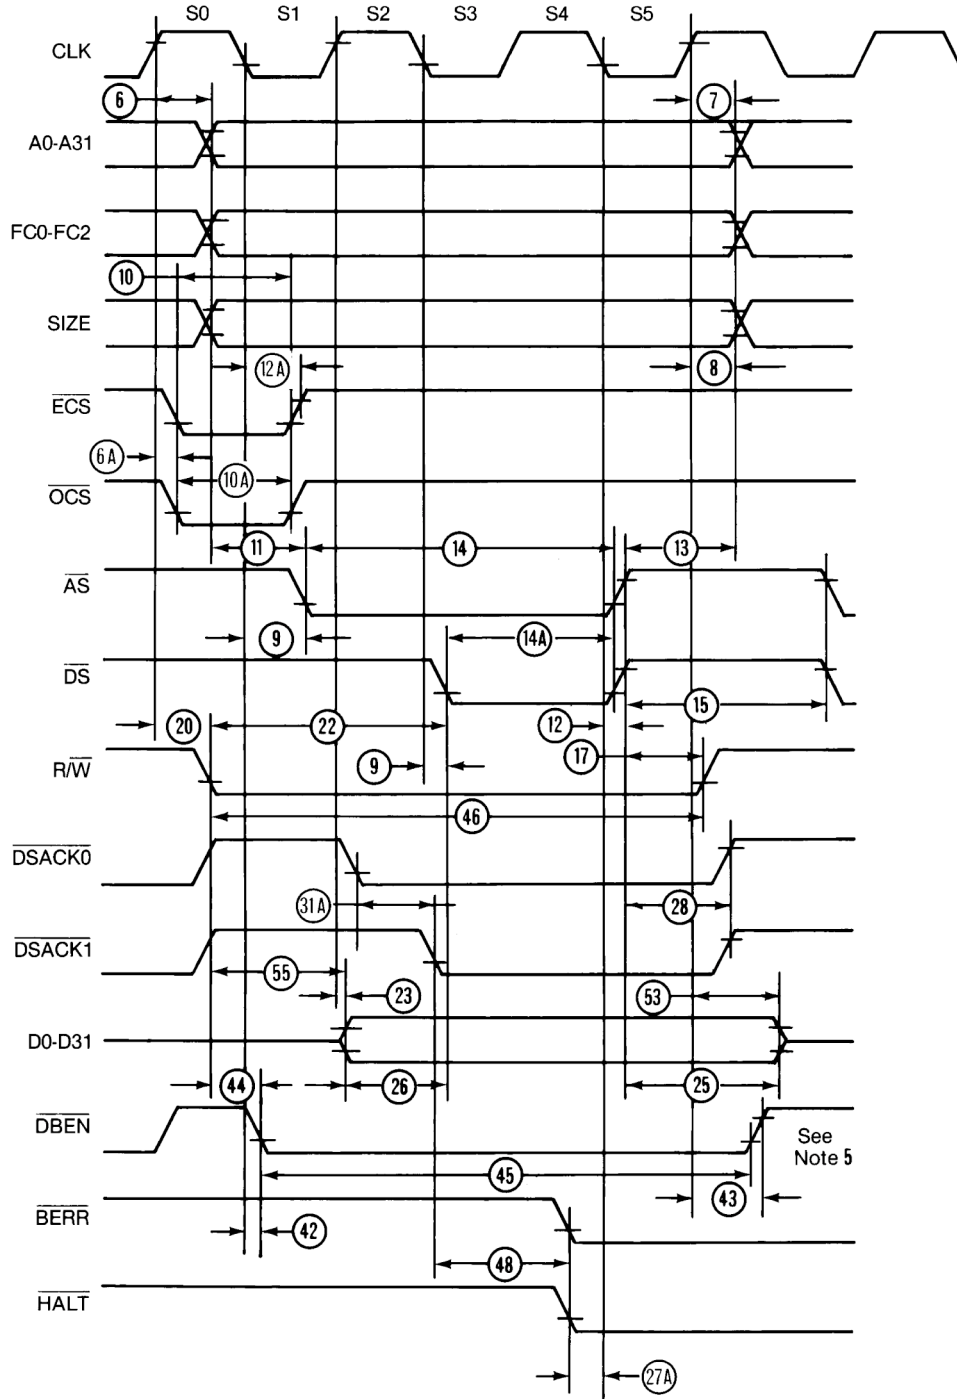 S0 S1 S2 S3 S4 S5
CLK
6 7
A0-A31
FC0-FC2
10
SIZE
12A 8
ECS
6A 10A
OCS
11 14 13
AS
9 14A
DS
20 22 12 15
R/W
9 17
46
DSACK0
31A 28
DSACK1
55 23 53
D0-D31
44 26 25
DBEN
See
Note 5
45 43
BERR
42
48
HALT
27A